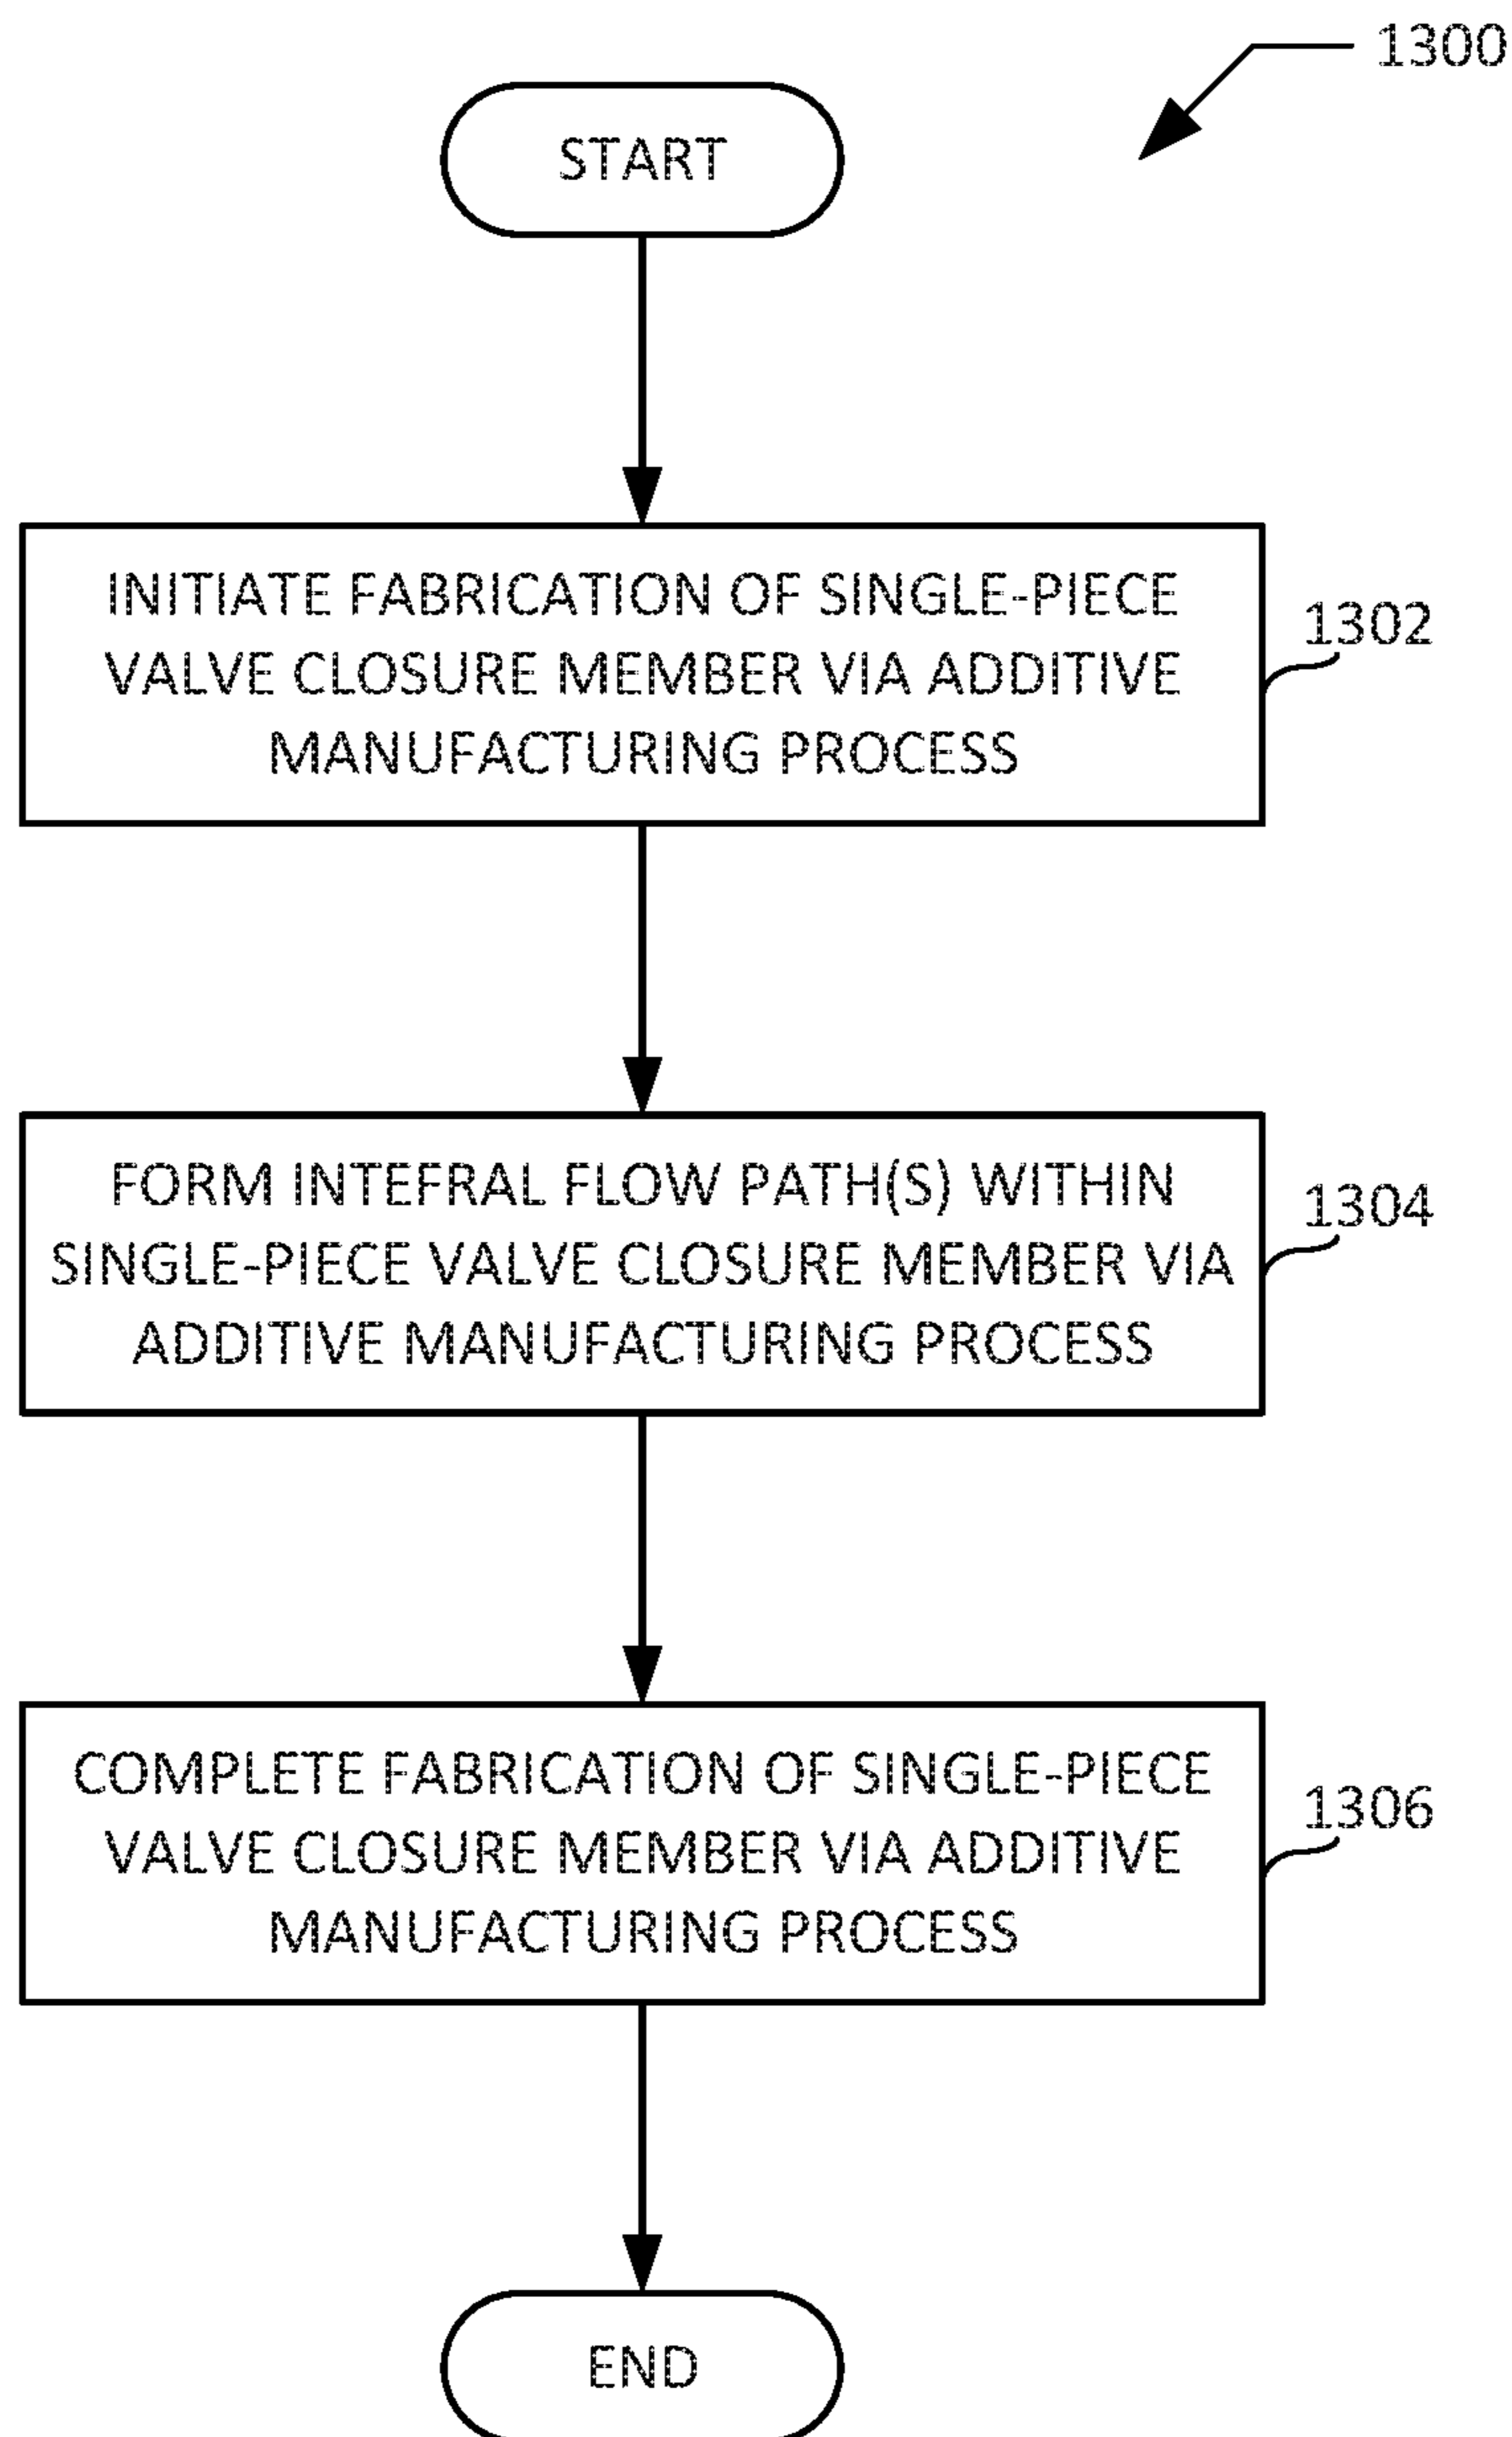 1300
START
INITIATE FABRICATION OF SINGLE-PIECE
VALVE CLOSURE MEMBER VIA ADDITIVE
MANUFACTURING PROCESS
1302
FORM INTEFRAL FLOW PATH(S) WITHIN
SINGLE-PIECE VALVE CLOSURE MEMBER VIA
ADDITIVE MANUFACTURING PROCESS
1304
COMPLETE FABRICATION OF SINGLE-PIECE
VALVE CLOSURE MEMBER VIA ADDITIVE
MANUFACTURING PROCESS
1306
END